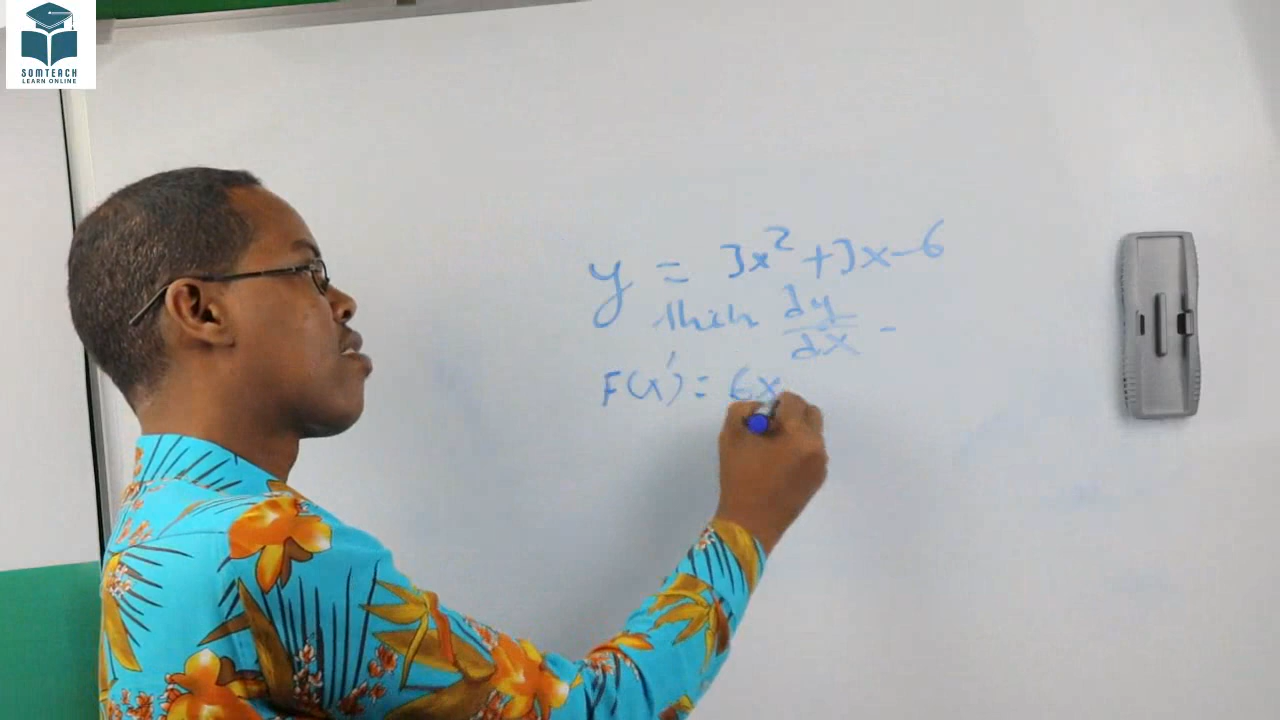 SOMTEACH
LEARN ONLINE
y = 3x² + 3x - 6
then dy/dx =
F(x)' = 6x